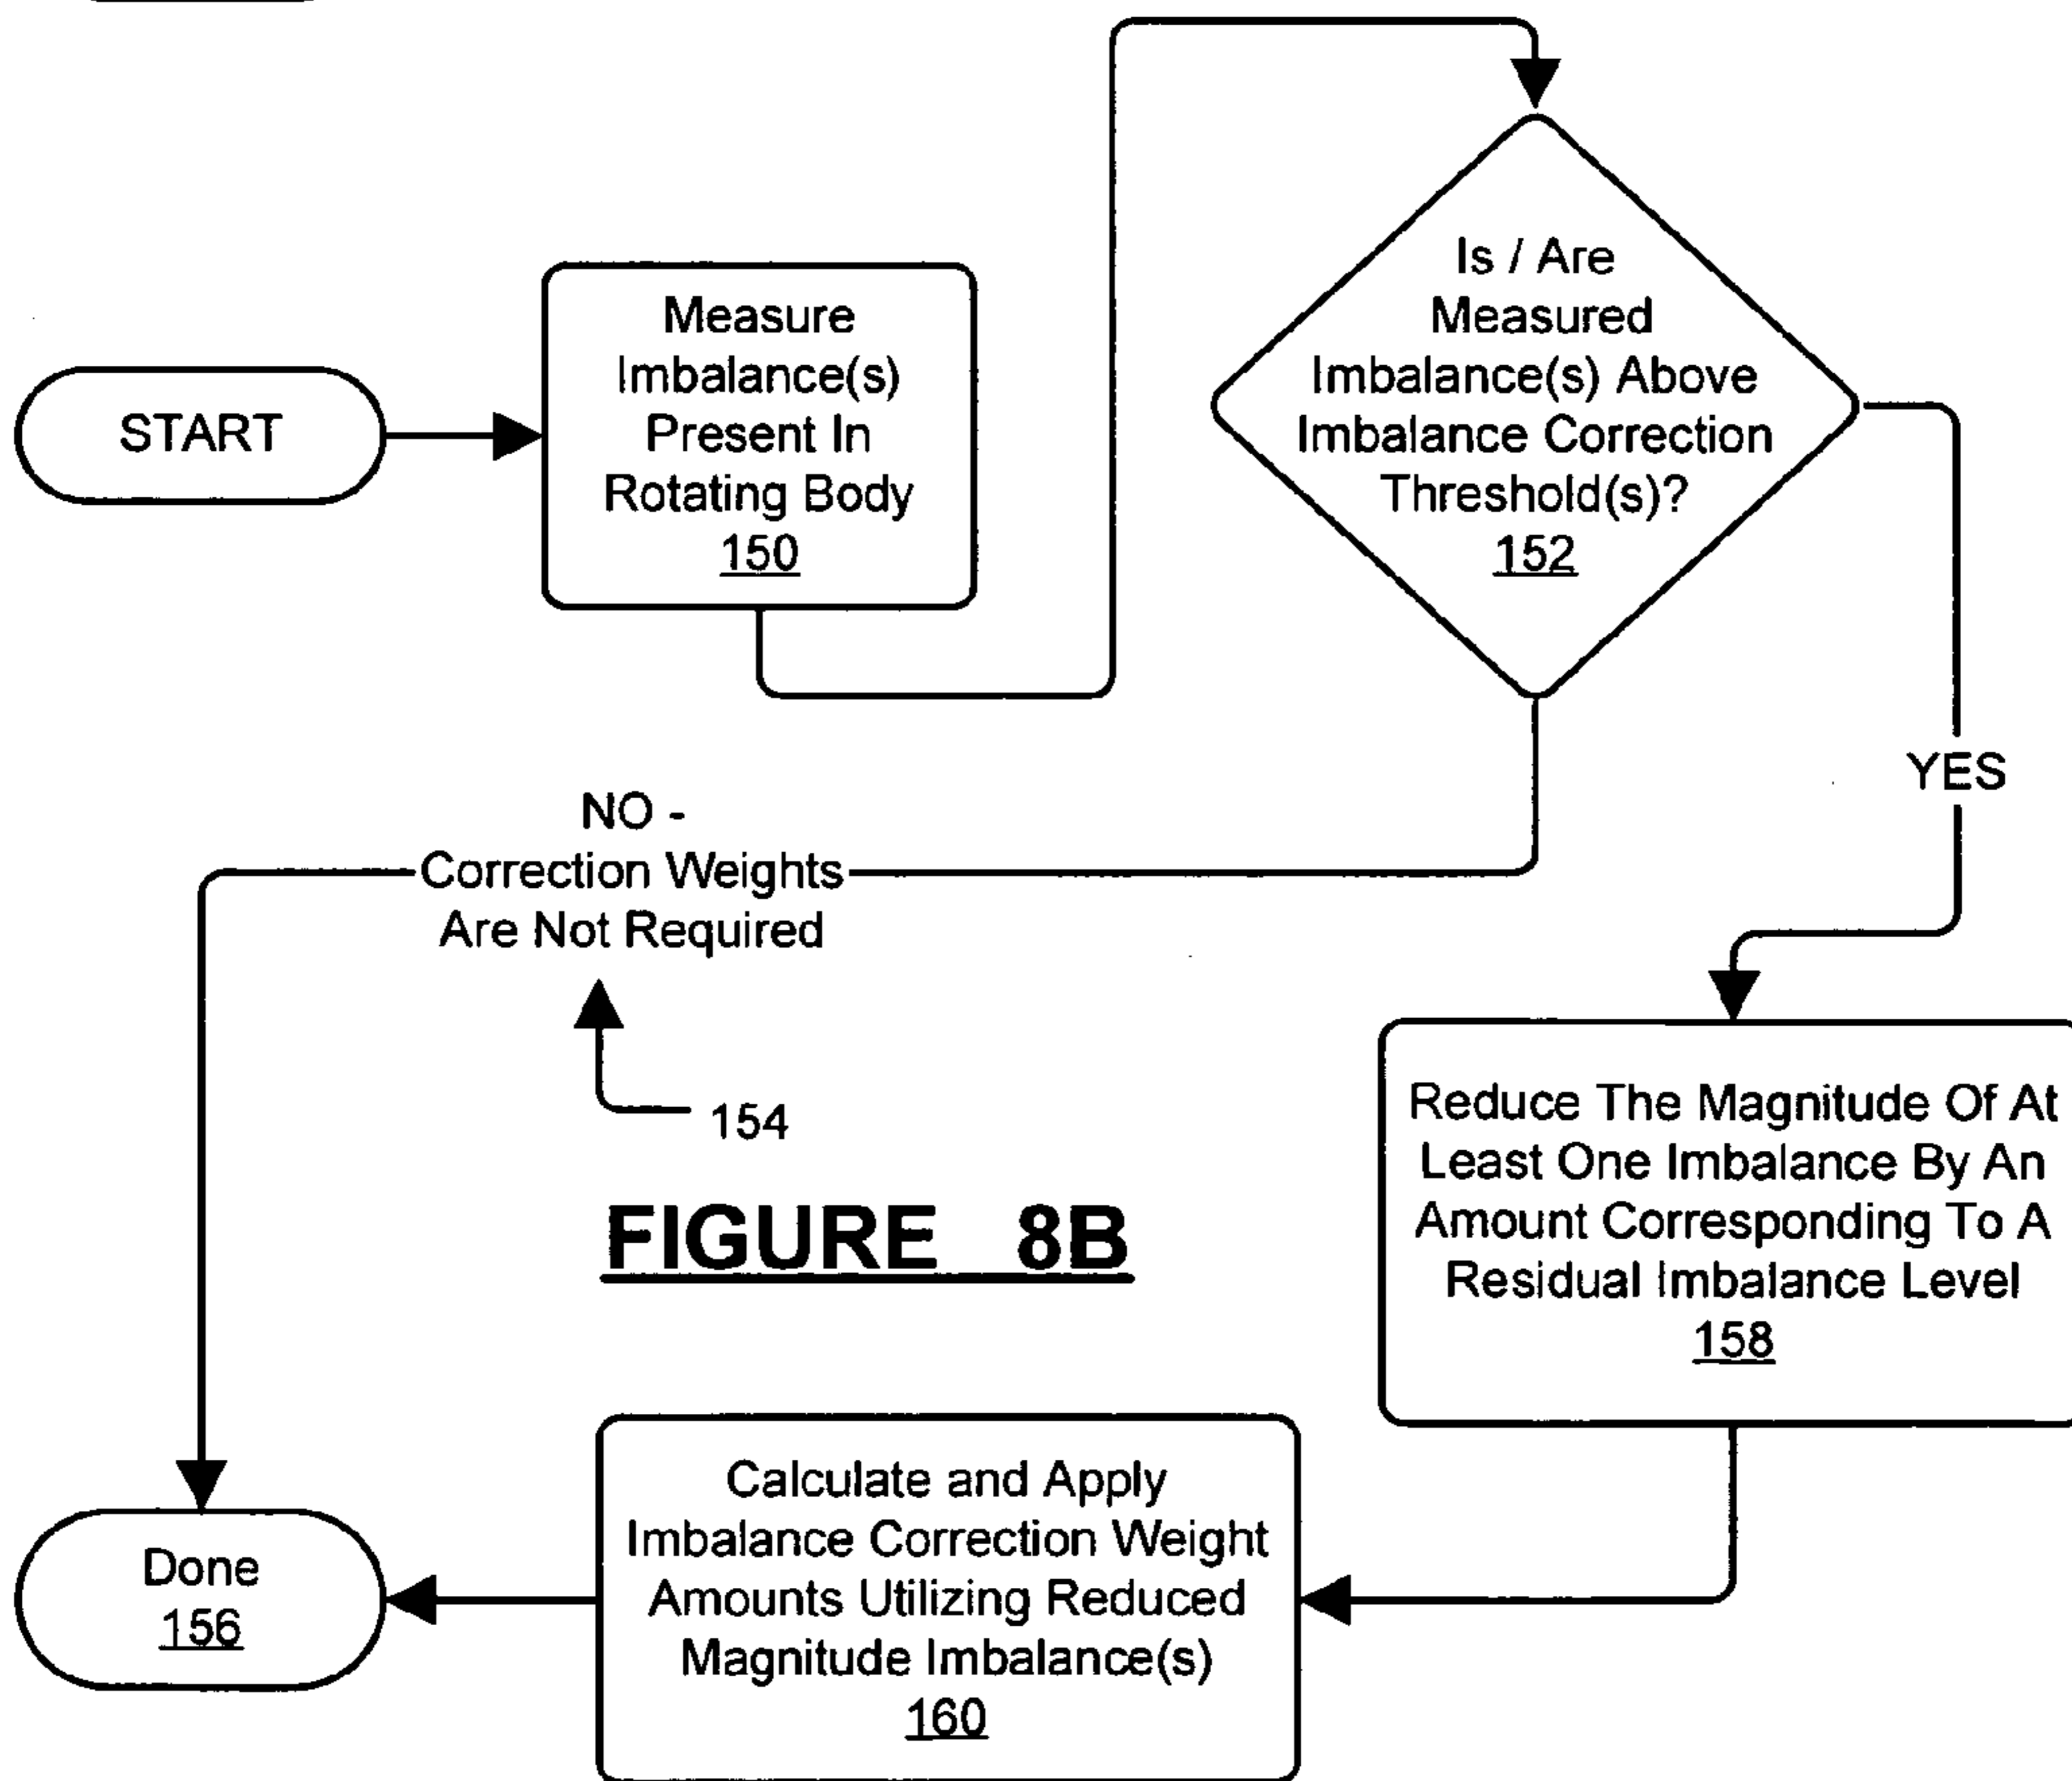 START
Measure
Imbalance(s)
Present In
Rotating Body
150
Is / Are
Measured
Imbalance(s) Above
Imbalance Correction
Threshold(s)?
152
YES
NO -
Correction Weights
Are Not Required
154
Reduce The Magnitude Of At
Least One Imbalance By An
Amount Corresponding To A
Residual Imbalance Level
158
FIGURE 8B
Calculate and Apply
Imbalance Correction Weight
Amounts Utilizing Reduced
Magnitude Imbalance(s)
160
Done
156